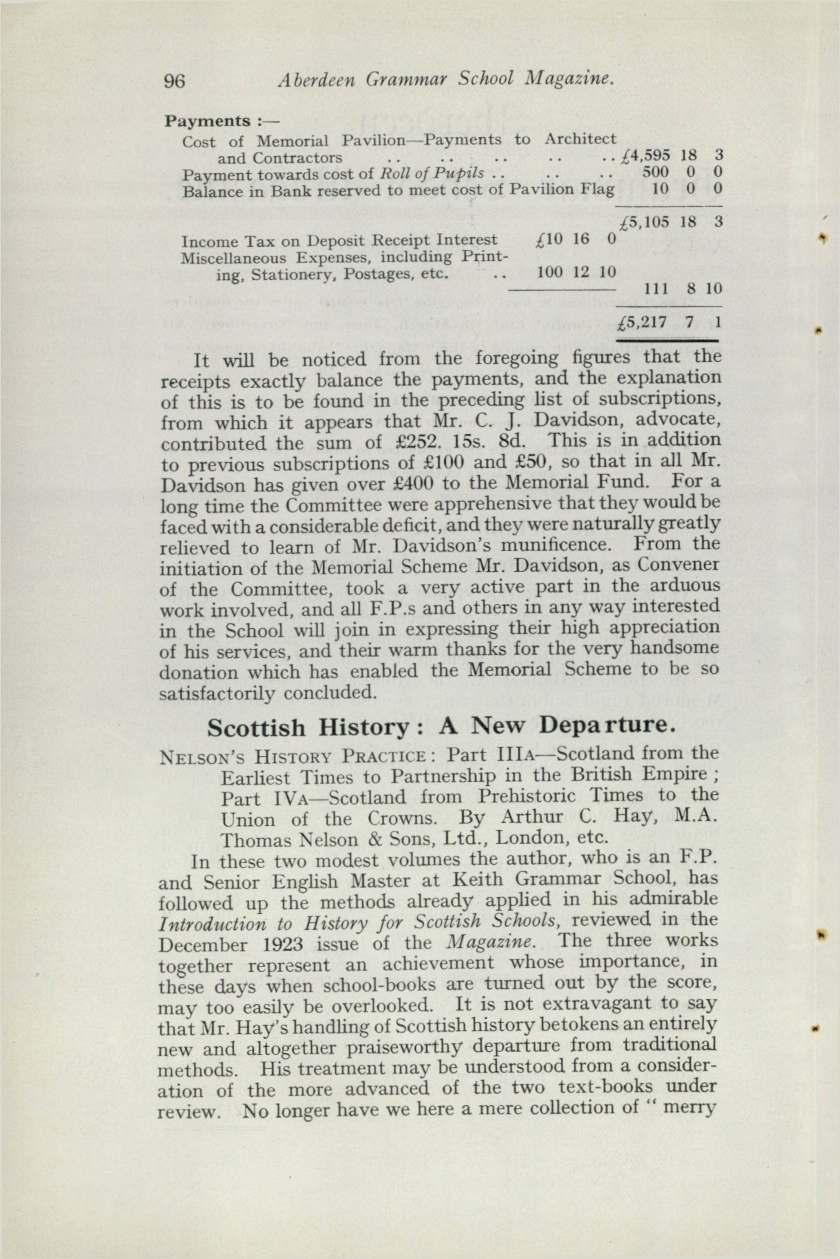 96 Aberdeen Grammar School Magazine.
Payments :—
Cost of Memorial Pavilion—Payments to Architect
and Contractors .. .. .. .. .. £4,595 18 3
Payment towards cost of Roll of Pupils .. .. .. 500 0 0
Balance in Bank reserved to meet cost of Pavilion Flag 10 0 0
£5,105 18 3
Income Tax on Deposit Receipt Interest £10 16 0
Miscellaneous Expenses, including Print-
ing, Stationery, Postages, etc. .. 100 12 10
111 8 10
£5,217 7 1
It will be noticed from the foregoing figures that the
receipts exactly balance the payments, and the explanation
of this is to be found in the preceding list of subscriptions,
from which it appears that Mr. C. J. Davidson, advocate,
contributed the sum of £252. 15s. 8d. This is in addition
to previous subscriptions of £100 and £50, so that in all Mr.
Davidson has given over £400 to the Memorial Fund. For a
long time the Committee were apprehensive that they would be
faced with a considerable deficit, and they were naturally greatly
relieved to learn of Mr. Davidson's munificence. From the
initiation of the Memorial Scheme Mr. Davidson, as Convener
of the Committee, took a very active part in the arduous
work involved, and all F.P.s and others in any way interested
in the School will join in expressing their high appreciation
of his services, and their warm thanks for the very handsome
donation which has enabled the Memorial Scheme to be so
satisfactorily concluded.
Scottish History : A New Departure.
NELSON'S HISTORY PRACTICE : Part IIIA—Scotland from the
Earliest Times to Partnership in the British Empire ;
Part IVA—Scotland from Prehistoric Times to the
Union of the Crowns. By Arthur C. Hay, M.A.
Thomas Nelson & Sons, Ltd., London, etc.
In these two modest volumes the author, who is an F.P.
and Senior English Master at Keith Grammar School, has
followed up the methods already applied in his admirable
Introduction to History for Scottish Schools, reviewed in the
December 1923 issue of the Magazine. The three works
together represent an achievement whose importance, in
these days when school-books are turned out by the score,
may too easily be overlooked. It is not extravagant to say
that Mr. Hay's handling of Scottish history betokens an entirely
new and altogether praiseworthy departure from traditional
methods. His treatment may be understood from a consider-
ation of the more advanced of the two text-books under
review. No longer have we here a mere collection of “ merry